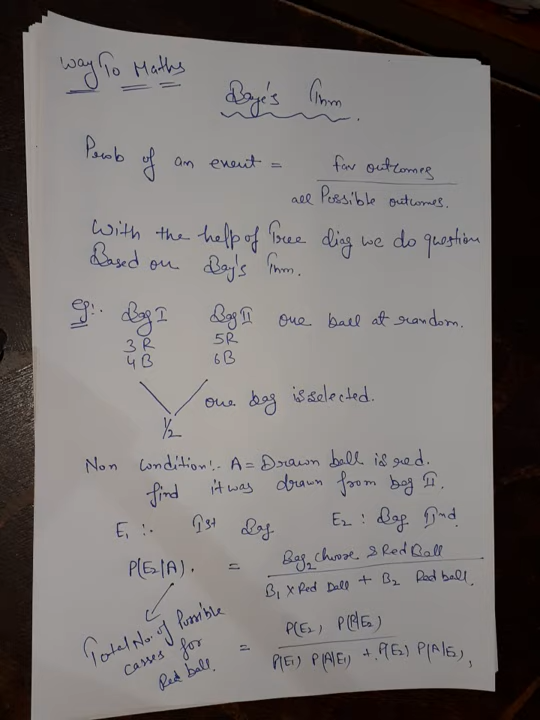 Way To Maths
Baye's Thm.
Prob of an event = fav outcomes
all Possible outcomes.
With the help of Tree diag we do question
Based on Bay's Thm.
eg:. Bag I Bag II one ball at random.
3R 5R
4B 6B
one bag is selected.
1/2
Non Condition:. A = Drawn ball is red.
find it was drawn from bag II.
E1 :. Ist Bag E2 : Bag IInd
P(E2/A). = Bag2 choose & Red Ball
B1 x Red Ball + B2 Red ball.
Total No. of Possible
casses for
Red ball.
= P(E2) P(A/E2)
P(E1) P(A/E1) + P(E2) P(A/E2),